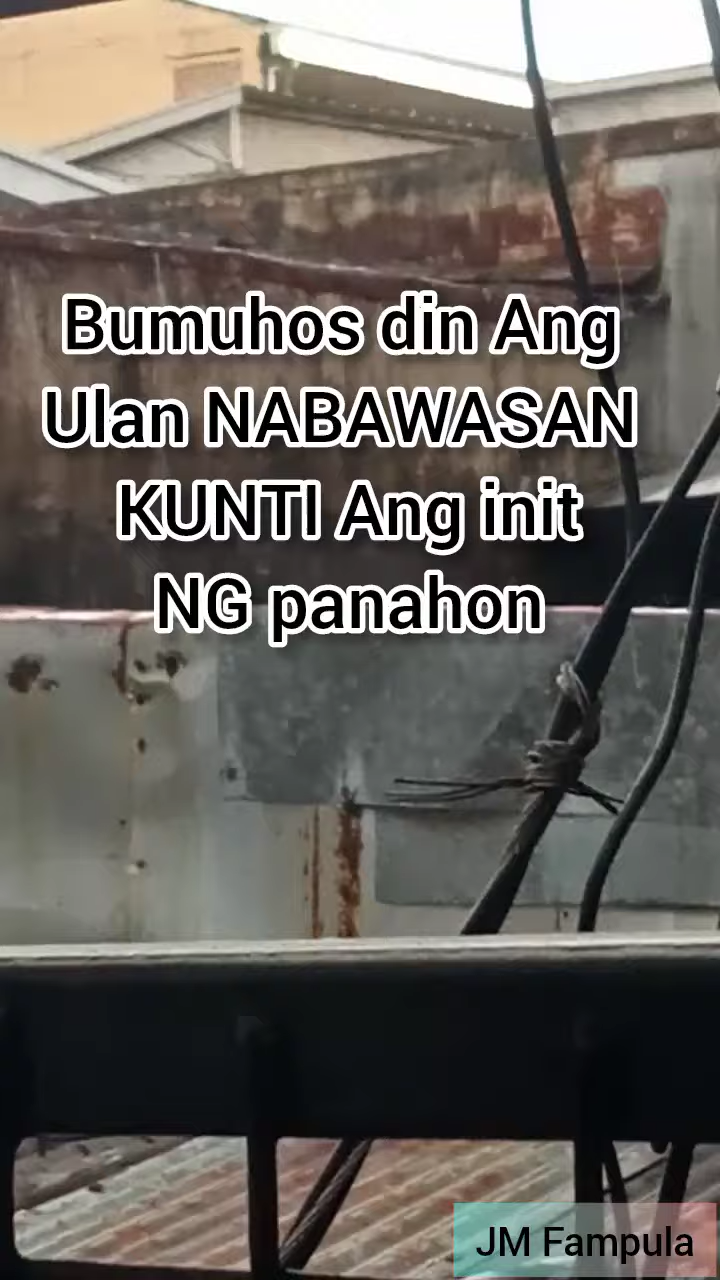 Bumuhos din Ang
Ulan NABAWASAN
KUNTI Ang init
NG panahon
JM Fampula